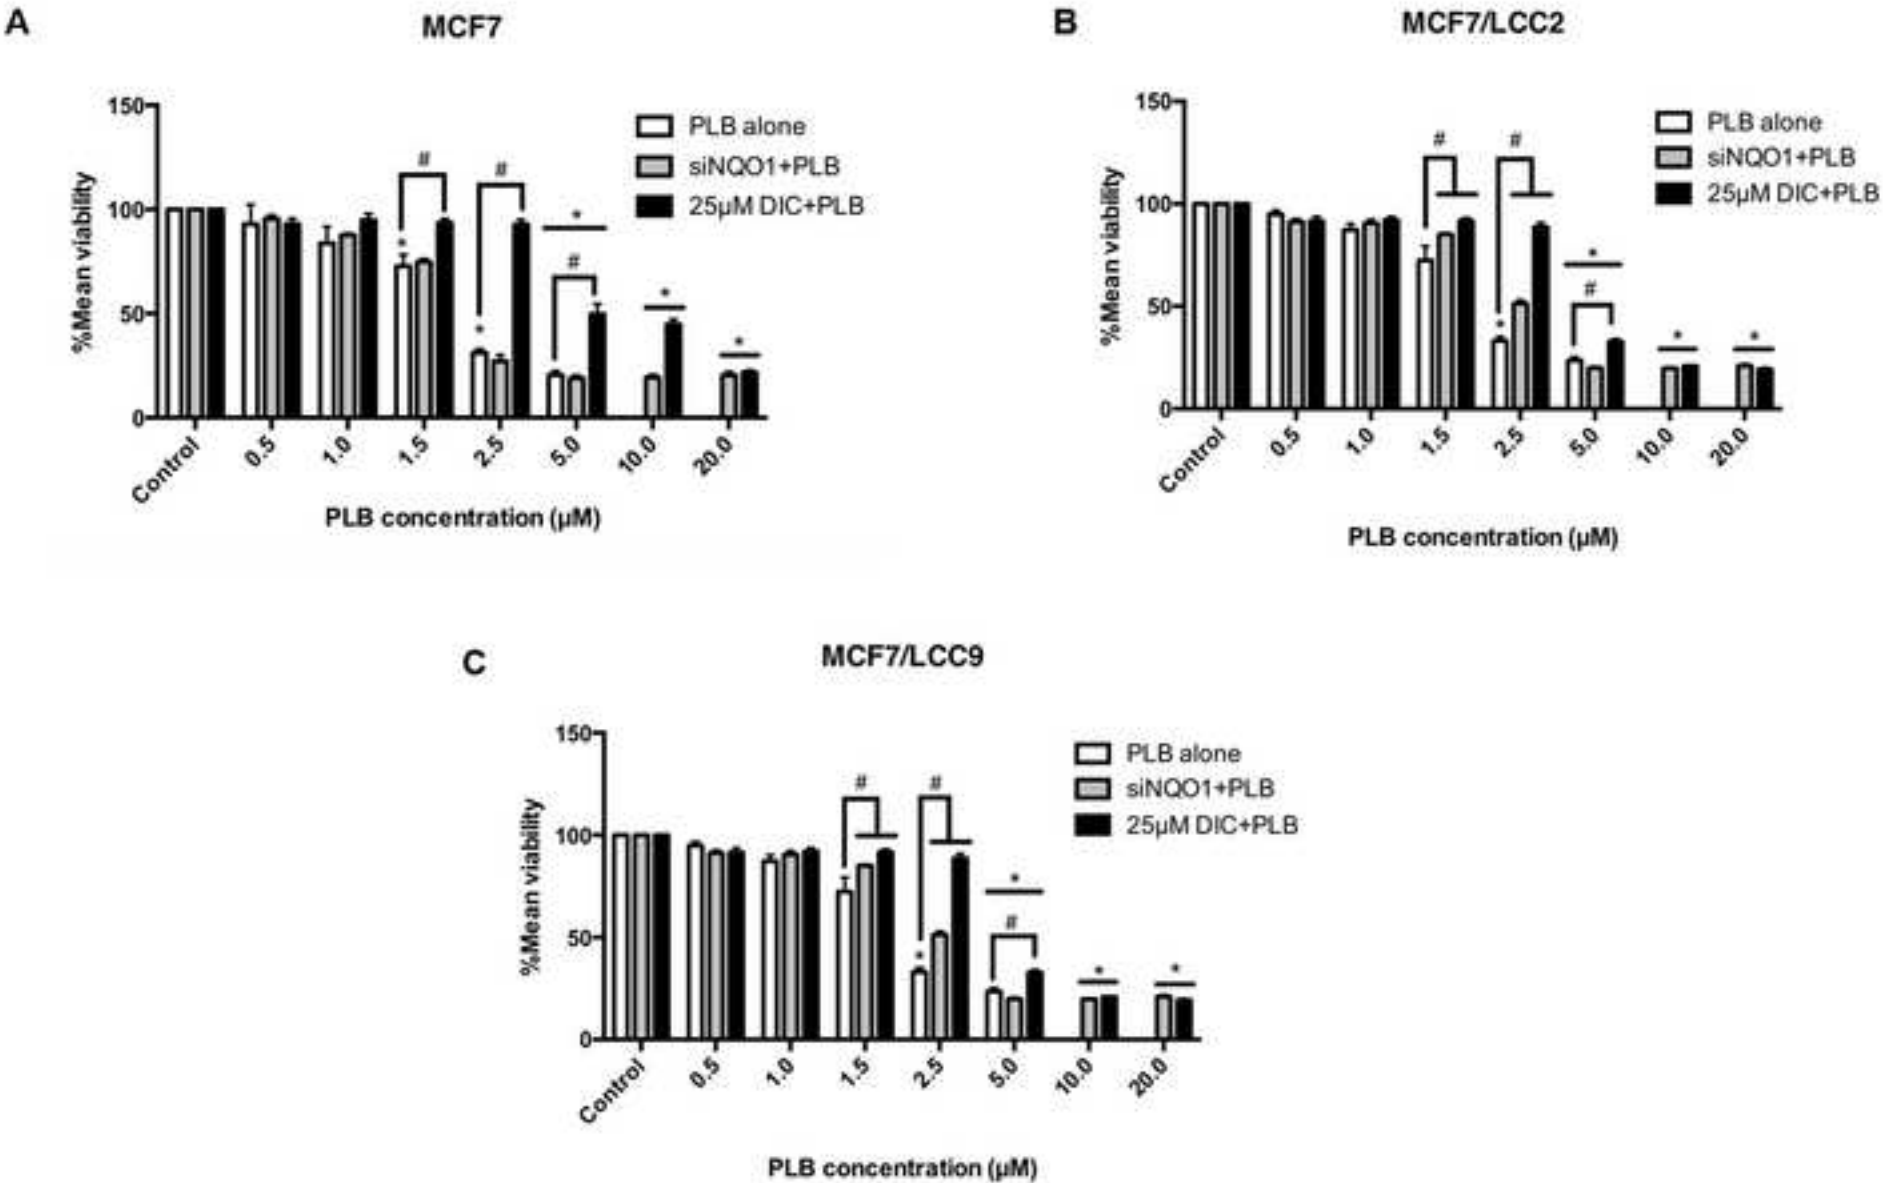 A
MCF7
150
100
50
0
%Mean viability
PLB alone
siNQO1+PLB
25µM DIC+PLB
#
#
*
*
*
#
*
*
Control
0.5
1.0
1.5
2.5
5.0
10.0
20.0
PLB concentration (µM)
B
MCF7/LCC2
150
100
50
0
%Mean viability
PLB alone
siNQO1+PLB
25µM DIC+PLB
#
#
*
*
#
*
*
Control
0.5
1.0
1.5
2.5
5.0
10.0
20.0
PLB concentration (µM)
C
MCF7/LCC9
150
100
50
0
%Mean viability
PLB alone
siNQO1+PLB
25µM DIC+PLB
#
#
*
*
#
*
*
Control
0.5
1.0
1.5
2.5
5.0
10.0
20.0
PLB concentration (µM)